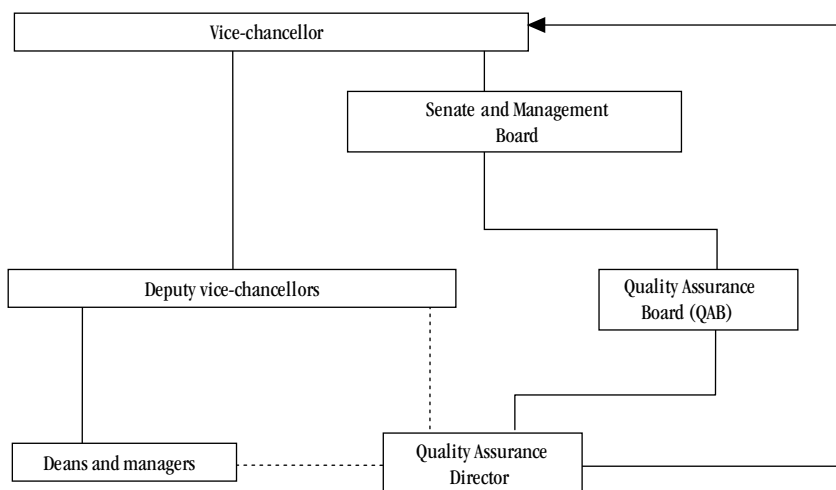 Vice-chancellor
Senate and Management
Board
Deputy vice-chancellors
Quality Assurance
Board (QAB)
Deans and managers
Quality Assurance
Director